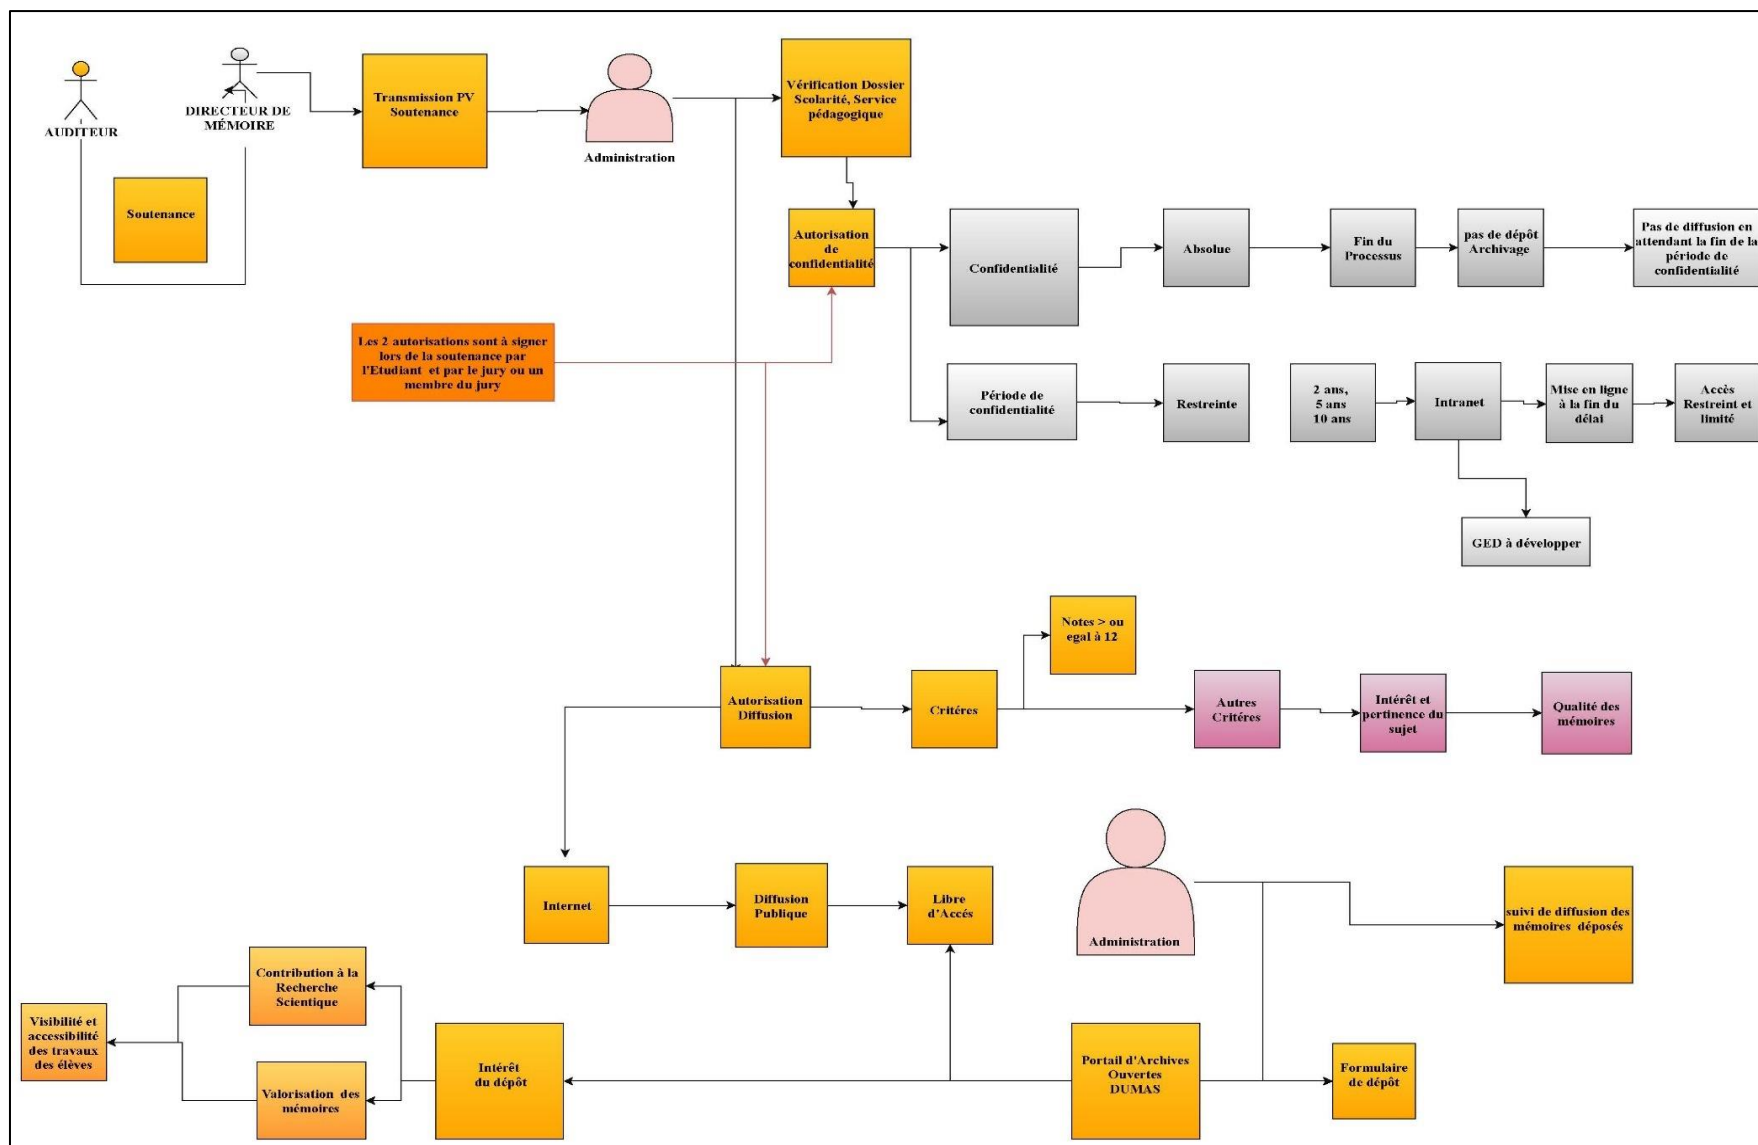 AUDITEUR
DIRECTEUR DE
MÉMOIRE
Soutenance
Transmission PV
Soutenance
Administration
Vérification Dossier
Scolarité, Service
pédagogique
Autorisation
de
confidentialité
Confidentialité
Absolue
Fin du
Processus
pas de dépôt
Archivage
Pas de diffusion en
attendant la fin de la
période de
confidentialité
Les 2 autorisations sont à signer
lors de la soutenance par
l'Etudiant et par le jury ou un
membre du jury
Période de
confidentialité
Restreinte
2 ans,
5 ans
10 ans
Intranet
Mise en ligne
à la fin du
délai
Accès
Restreint et
limité
GED à développer
Notes > ou
egal à 12
Autorisation
Diffusion
Critéres
Autres
Critéres
Intérêt et
pertinence du
sujet
Qualité des
mémoires
Internet
Diffusion
Publique
Libre
d'Accés
Administration
suivi de diffusion des
mémoires déposés
Contribution à la
Recherche
Scientique
Visibilité et
accessibilité
des travaux
des élèves
Valorisation des
mémoires
Intérêt
du dépôt
Portail d'Archives
Ouvertes
DUMAS
Formulaire
de dépôt